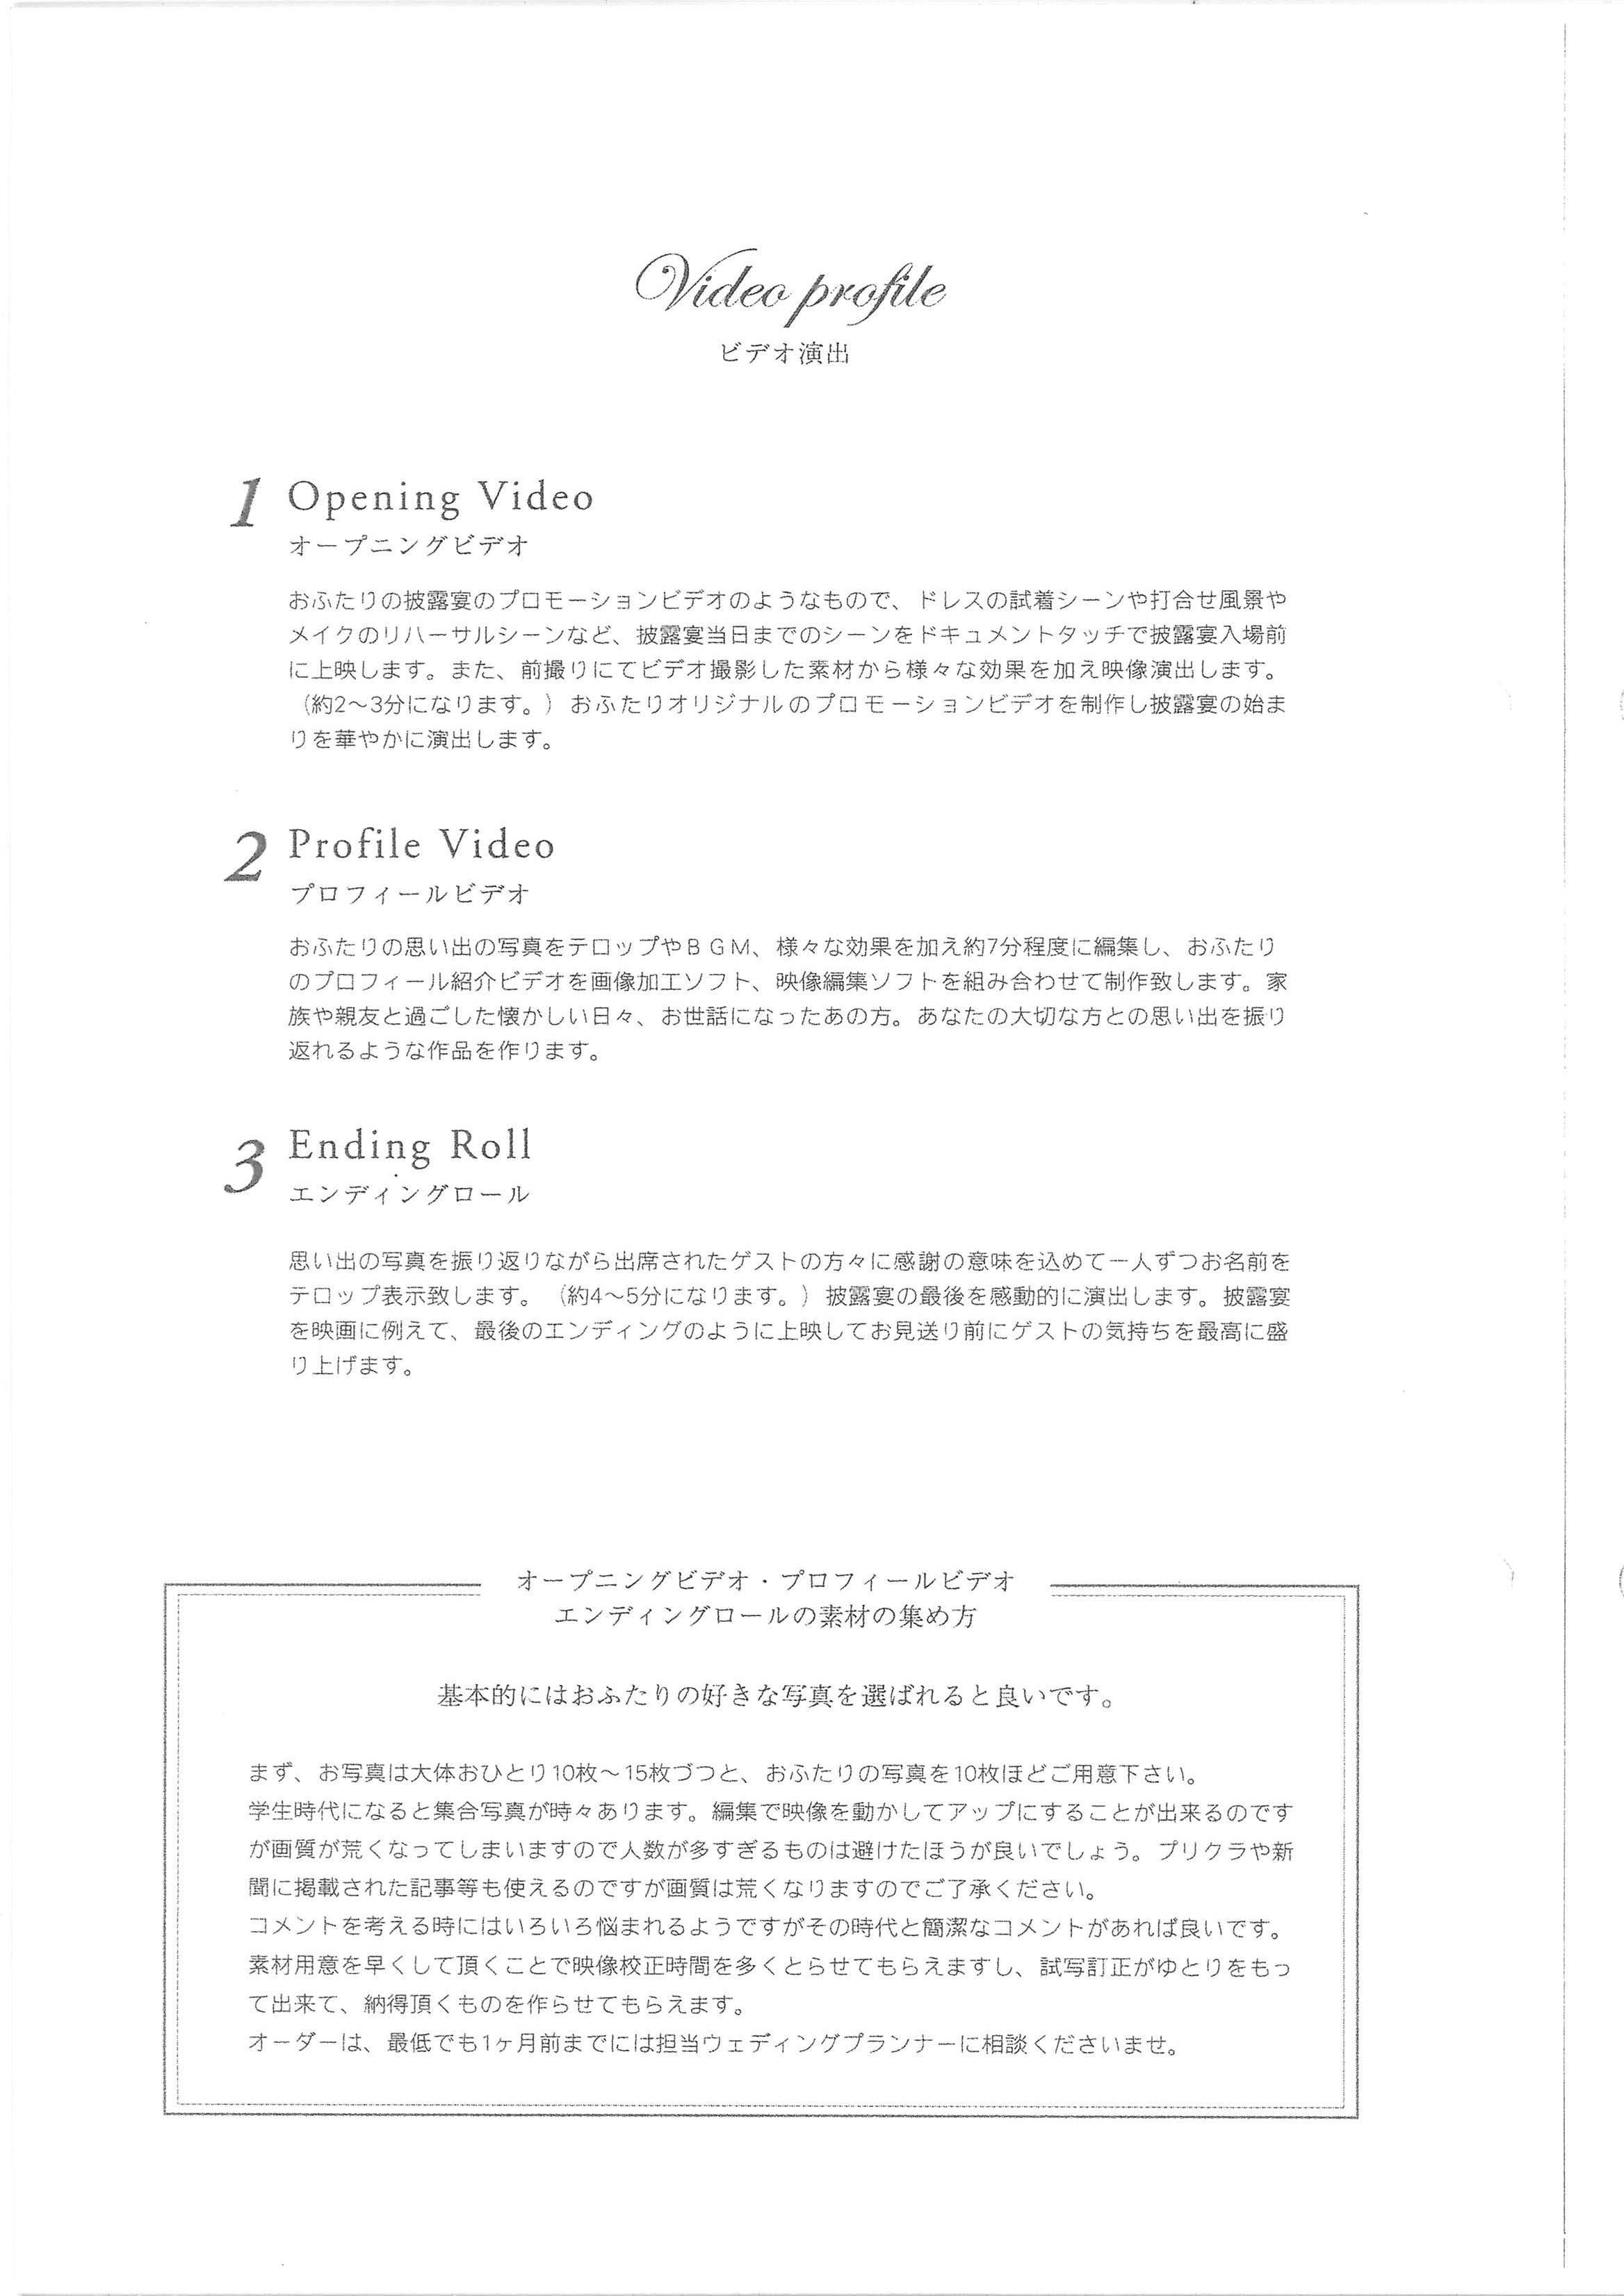 Video profile
ビデオ演出
1 Opening Video
オープニングビデオ
おふたりの披露宴のプロモーションビデオのようなもので、ドレスの試着シーンや打合せ風景や
メイクのリハーサルシーンなど、披露宴当日までのシーンをドキュメントタッチで披露宴入場前
に上映します。また、前撮りにてビデオ撮影した素材から様々な効果を加え映像演出します。
（約2〜3分になります。）おふたりオリジナルのプロモーションビデオを制作し披露宴の始ま
りを華やかに演出します。
2 Profile Video
プロフィールビデオ
おふたりの思い出の写真をテロップやＢＧＭ、様々な効果を加え約7分程度に編集し、おふたり
のプロフィール紹介ビデオを画像加工ソフト、映像編集ソフトを組み合わせて制作致します。家
族や親友と過ごした懐かしい日々、お世話になったあの方。あなたの大切な方との思い出を振り
返れるような作品を作ります。
3 Ending Roll
エンディングロール
思い出の写真を振り返りながら出席されたゲストの方々に感謝の意味を込めて一人ずつお名前を
テロップ表示致します。（約4〜5分になります。）披露宴の最後を感動的に演出します。披露宴
を映画に例えて、最後のエンディングのように上映してお見送り前にゲストの気持ちを最高に盛
り上げます。
オープニングビデオ・プロフィールビデオ
エンディングロールの素材の集め方
基本的にはおふたりの好きな写真を選ばれると良いです。
まず、お写真は大体おひとり10枚〜15枚づつと、おふたりの写真を10枚ほどご用意下さい。
学生時代になると集合写真が時々あります。編集で映像を動かしてアップにすることが出来るのです
が画質が荒くなってしまいますので人数が多すぎるものは避けたほうが良いでしょう。プリクラや新
聞に掲載された記事等も使えるのですが画質は荒くなりますのでご了承ください。
コメントを考える時にはいろいろ悩まれるようですがその時代と簡潔なコメントがあれば良いです。
素材用意を早くして頂くことで映像校正時間を多くとらせてもらえますし、試写訂正がゆとりをもっ
て出来て、納得頂くものを作らせてもらえます。
オーダーは、最低でも1ヶ月前までには担当ウェディングプランナーに相談くださいませ。